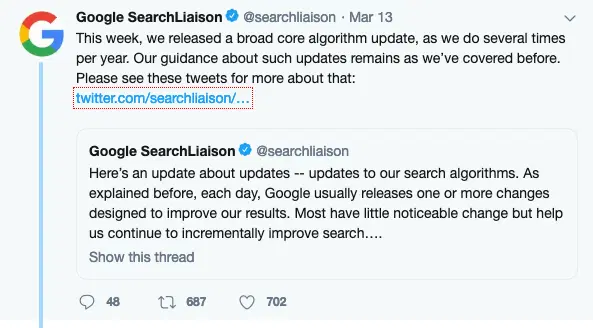 Google SearchLiaison @searchliaison · Mar 13
This week, we released a broad core algorithm update, as we do several times
per year. Our guidance about such updates remains as we've covered before.
Please see these tweets for more about that:
twitter.com/searchliaison/…
Google SearchLiaison @searchliaison
Here's an update about updates -- updates to our search algorithms. As
explained before, each day, Google usually releases one or more changes
designed to improve our results. Most have little noticeable change but help
us continue to incrementally improve search….
Show this thread
48 687 702